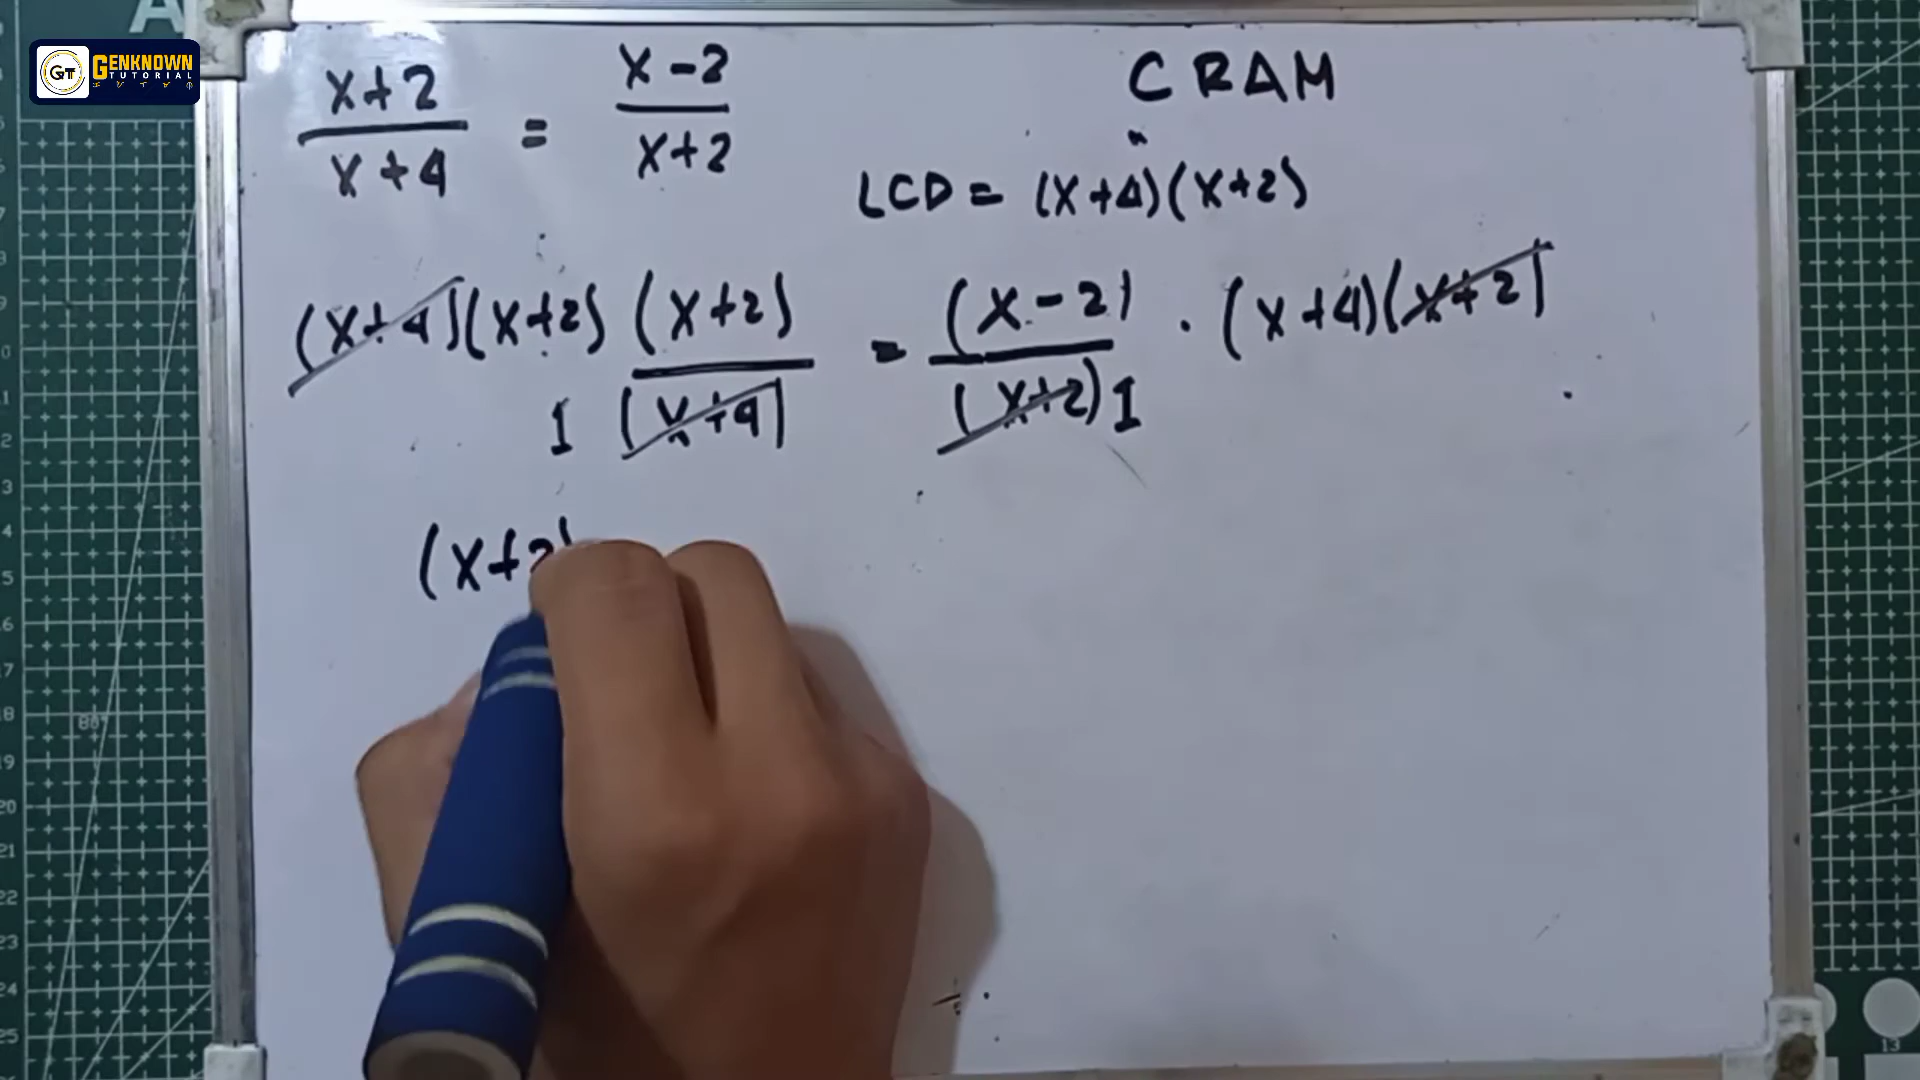 GT GENKNOWN
TUTORIAL
A
CRAM
x+2/x+4 = x-2/x+2
LCD = (x+4)(x+2)
(x+4)(x+2) (x+2)/1 (x+4) = (x-2)/(x+2) 1 · (x+4)(x+2)
(x+2)